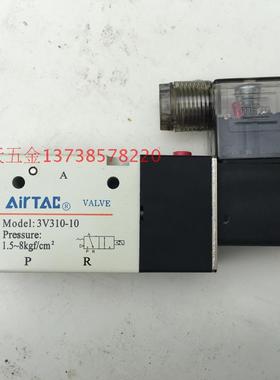 天五金13738578220
A
AirTAC®
VALVE
Model: 3V310-10
Pressure:
1.5~8kgf/cm²
A
P R
P R